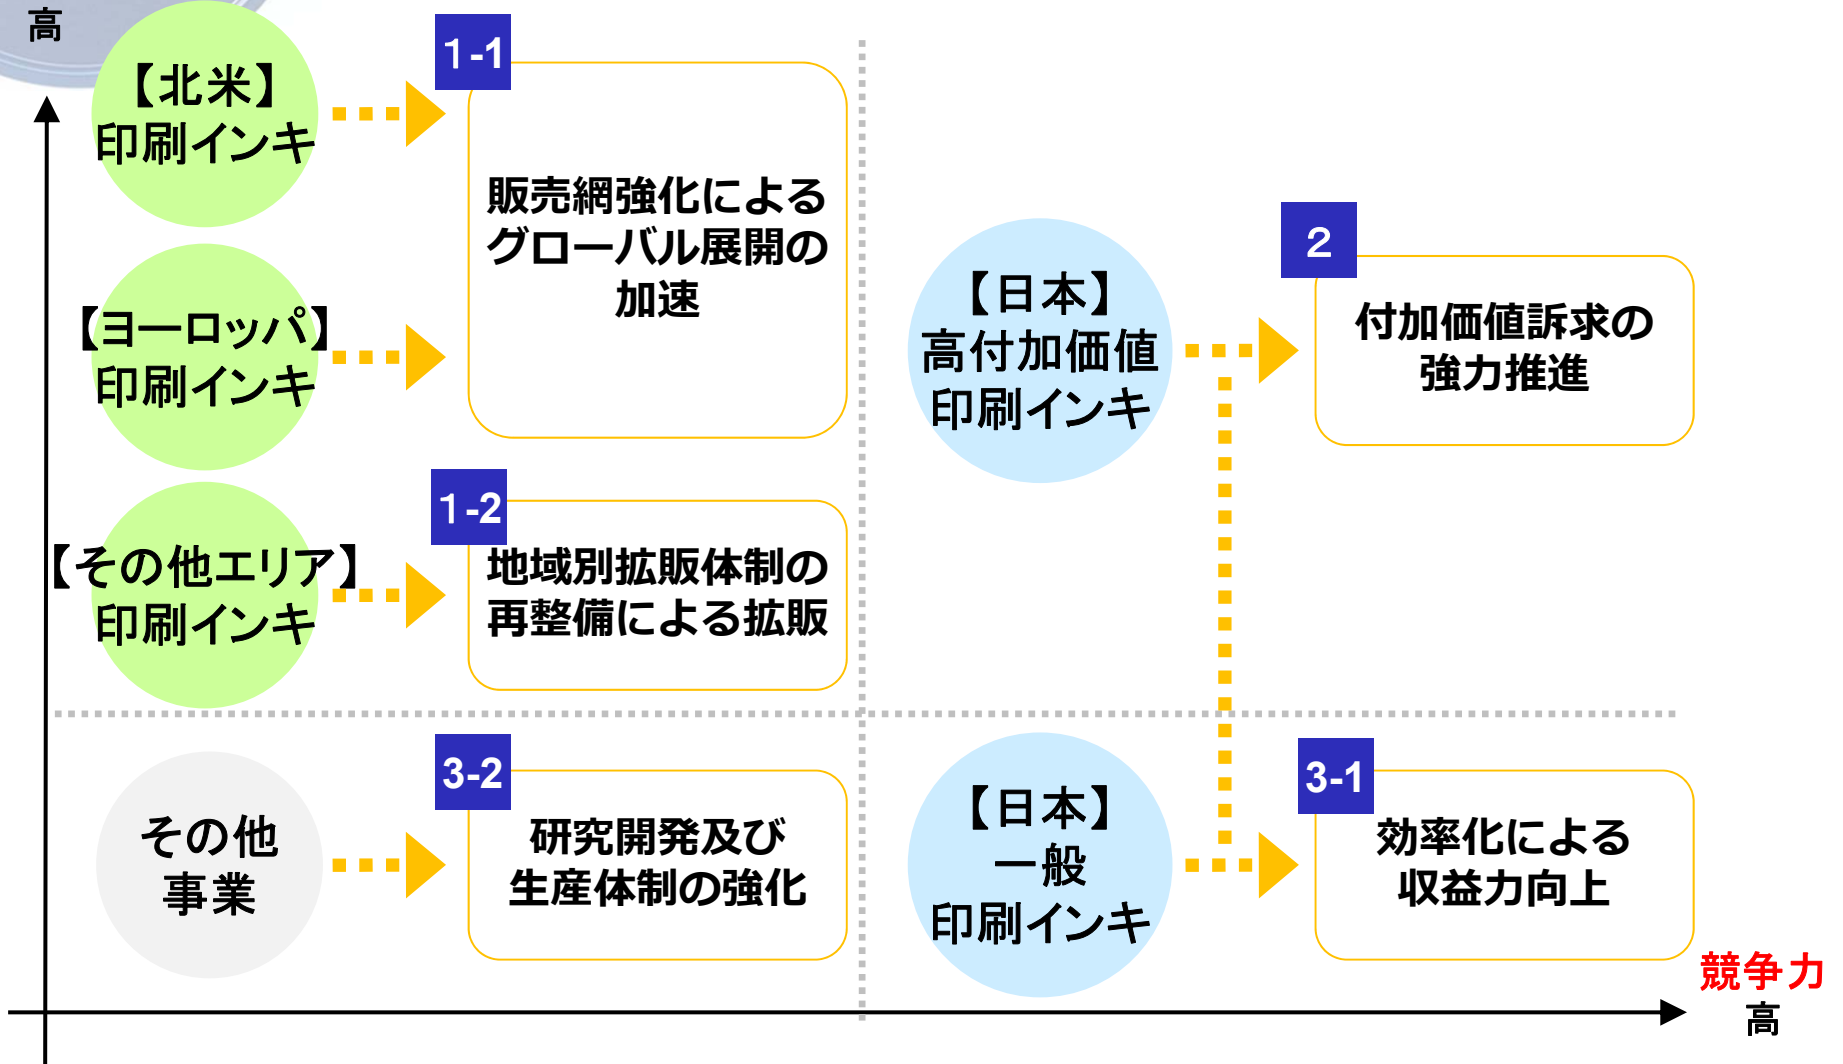 高
【北米】
印刷インキ
1-1
販売網強化による
グローバル展開の
加速
【ヨーロッパ】
印刷インキ
【その他エリア】
印刷インキ
1-2
地域別拡販体制の
再整備による拡販
【日本】
高付加価値
印刷インキ
2
付加価値訴求の
強力推進
その他
事業
3-2
研究開発及び
生産体制の強化
【日本】
一般
印刷インキ
3-1
効率化による
収益力向上
競争力
高